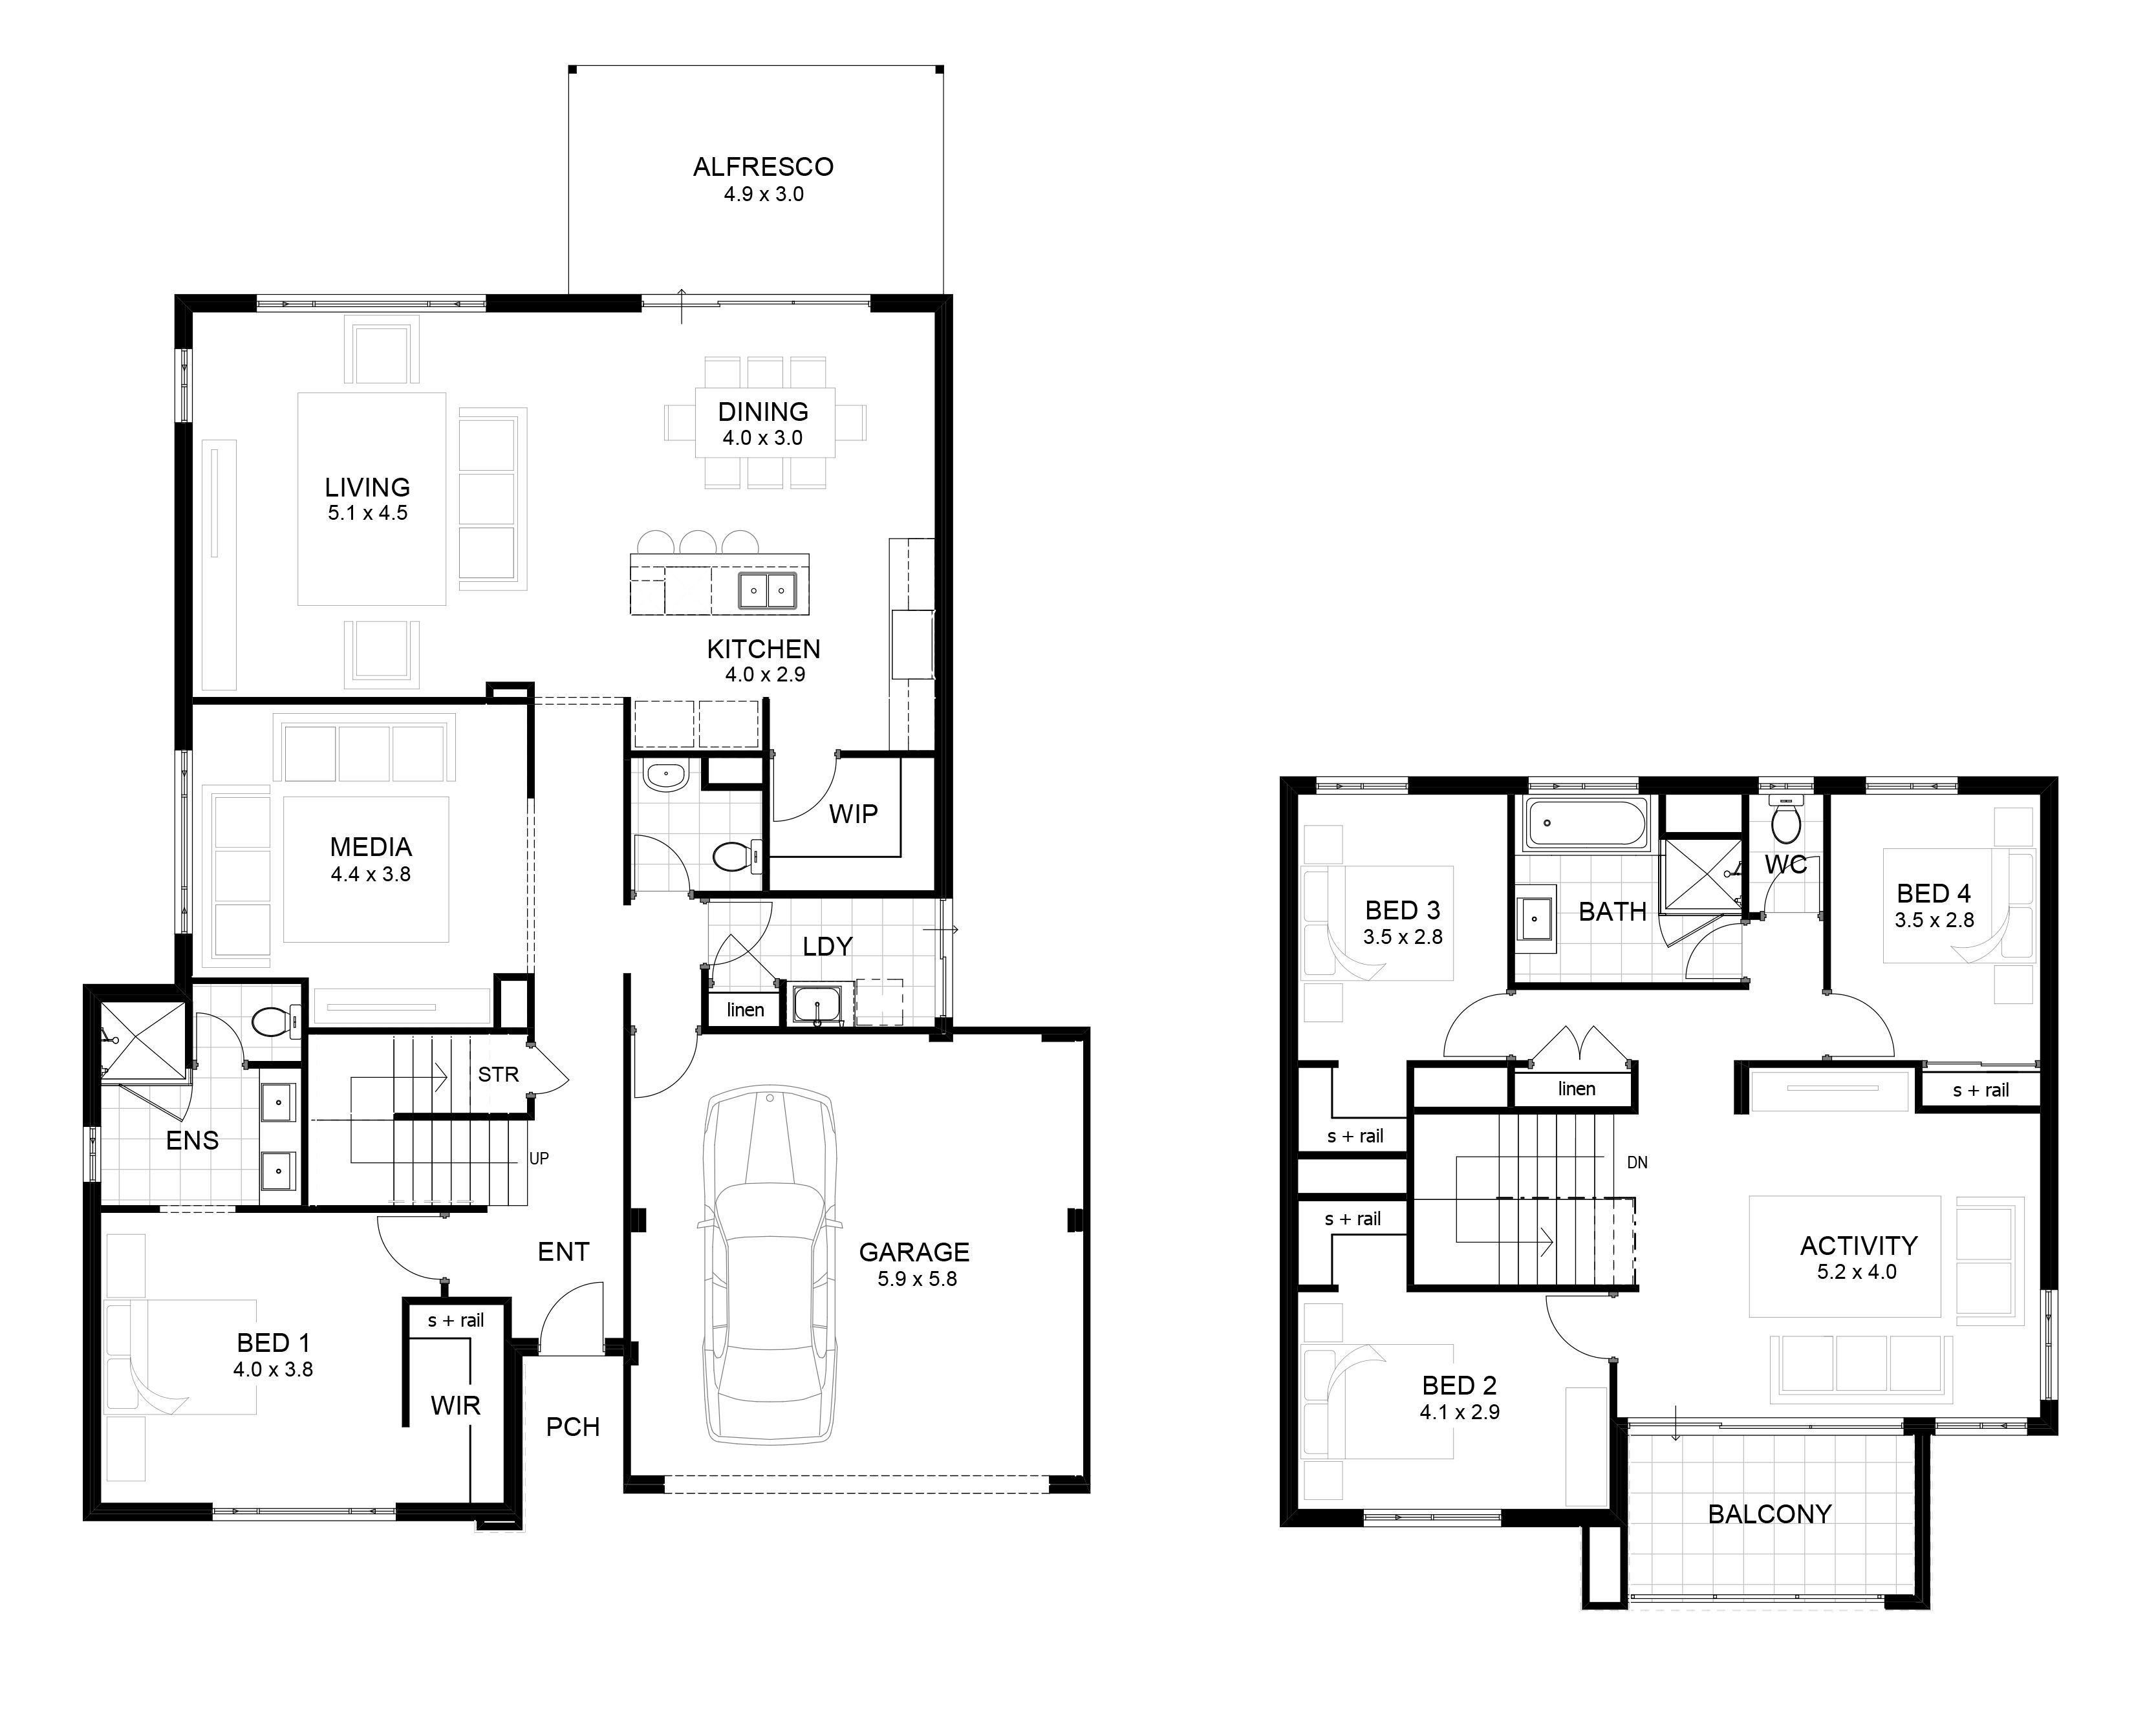 ALFRESCO
4.9 x 3.0
DINING
4.0 x 3.0
LIVING
5.1 x 4.5
KITCHEN
4.0 x 2.9
WIP
MEDIA
4.4 x 3.8
LDY
linen
STR
ENS
UP
ENT
GARAGE
5.9 x 5.8
s + rail
BED 1
4.0 x 3.8
WIR
PCH
WC
BED 3
3.5 x 2.8
BATH
BED 4
3.5 x 2.8
linen
s + rail
s + rail
DN
s + rail
ACTIVITY
5.2 x 4.0
BED 2
4.1 x 2.9
BALCONY